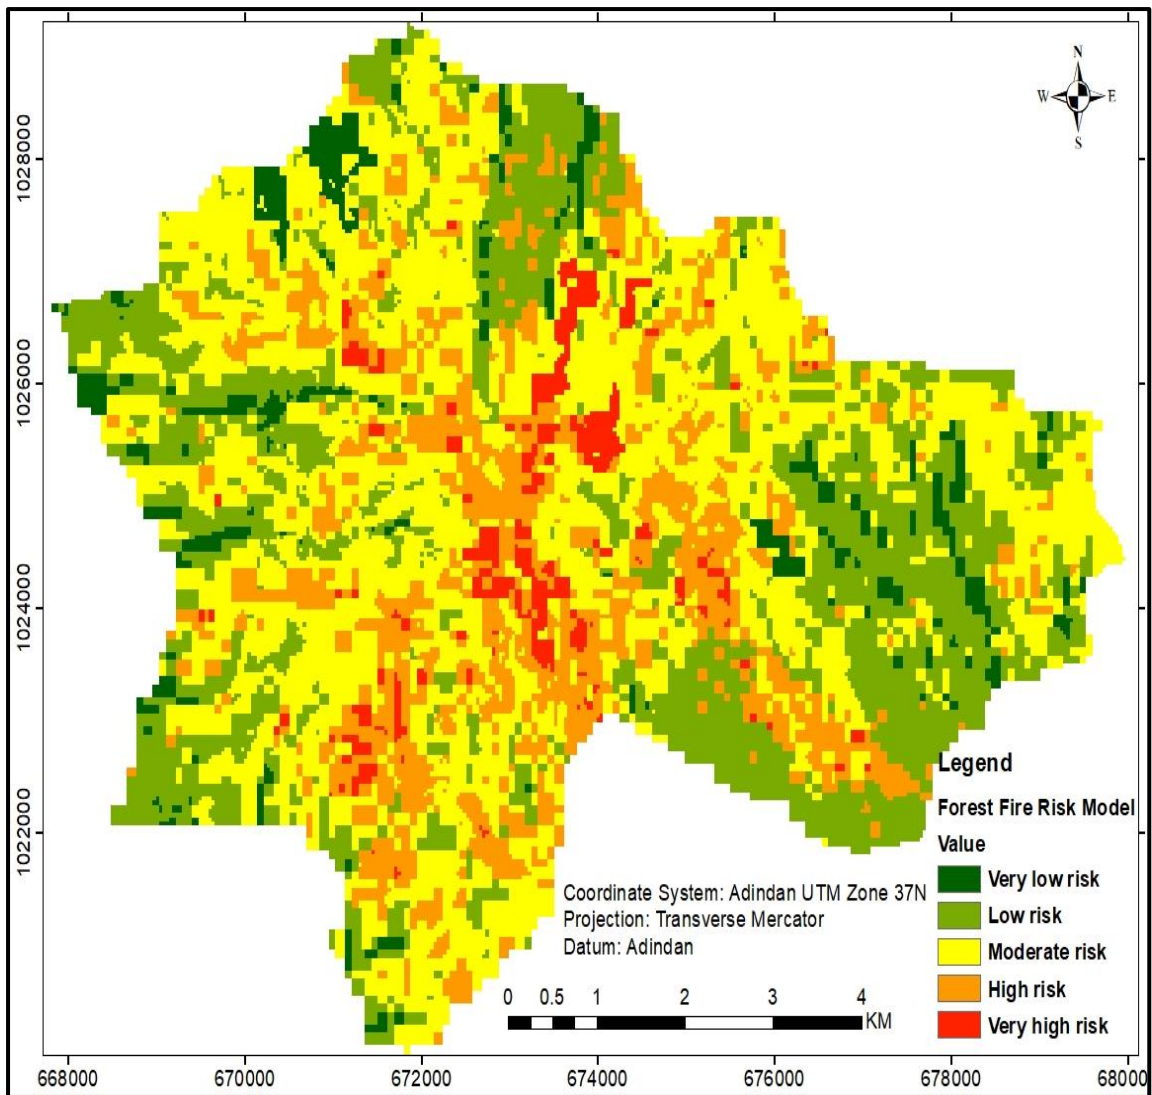 N
W E
S
1028000
1026000
1024000
1022000
Legend
Forest Fire Risk Model
Value
Very low risk
Low risk
Moderate risk
High risk
Very high risk
Coordinate System: Adindan UTM Zone 37N
Projection: Transverse Mercator
Datum: Adindan
0 0.5 1 2 3 4
KM
668000 670000 672000 674000 676000 678000 68000